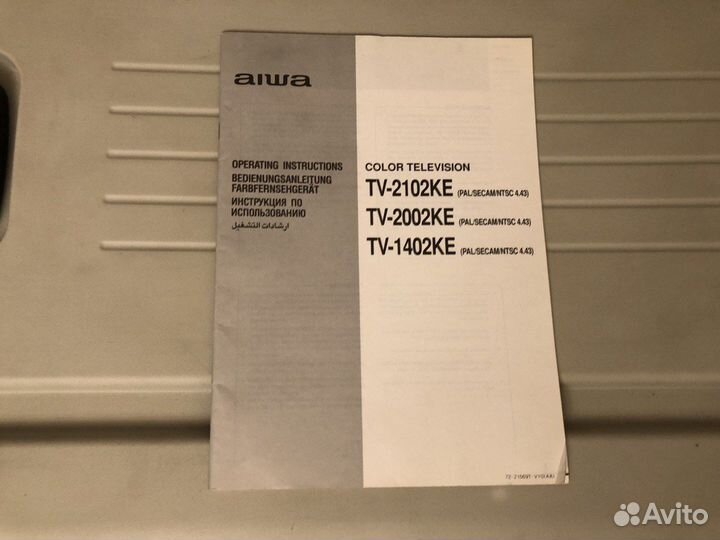 aiwa
OPERATING INSTRUCTIONS
BEDIENUNGSANLEITUNG
FARBFERNSEHGERÄT
ИНСТРУКЦИЯ ПО
ИСПОЛЬЗОВАНИЮ
ارشادات التشغيل
COLOR TELEVISION
TV-2102KE (PAL/SECAM/NTSC 4.43)
TV-2002KE (PAL/SECAM/NTSC 4.43)
TV-1402KE (PAL/SECAM/NTSC 4.43)
Avito